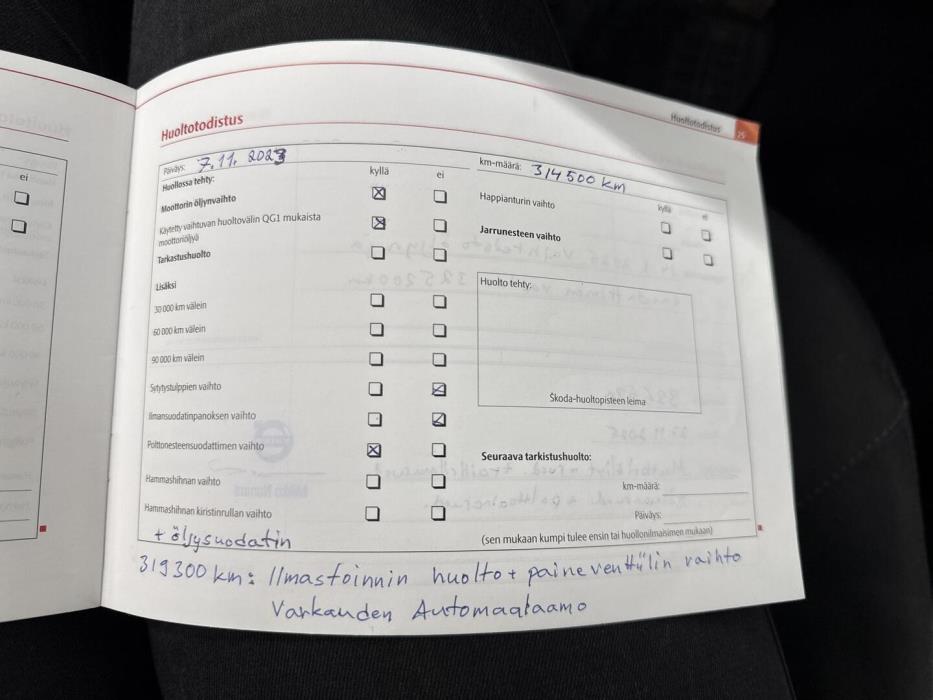 Huoltotodistus
Huoltotodistus 25
Päiväys: 7.11.2023
km-määrä: 314500 km
Huollossa tehty:
kyllä ei
Moottorin öljynvaihto
Käytetty vaihtuvan huoltovälin QG1 mukaista
moottoriöljyä
Tarkastushuolto
Lisäksi
30 000 km välein
60 000 km välein
90 000 km välein
Sytytystulppien vaihto
Ilmansuodatinpanoksen vaihto
Polttonesteensuodattimen vaihto
Hammashihnan vaihto
Hammashihnan kiristinrullan vaihto
+ öljysuodatin
kyllä ei
Happianturin vaihto
Jarrunesteen vaihto
Huolto tehty:
Škoda-huoltopisteen leima
Seuraava tarkistushuolto:
km-määrä:
Päiväys:
(sen mukaan kumpi tulee ensin tai huollonilmaisimen mukaan)
319300 km: Ilmastoinnin huolto + paineventtiilin vaihto
Varkauden Automaalaamo
ei